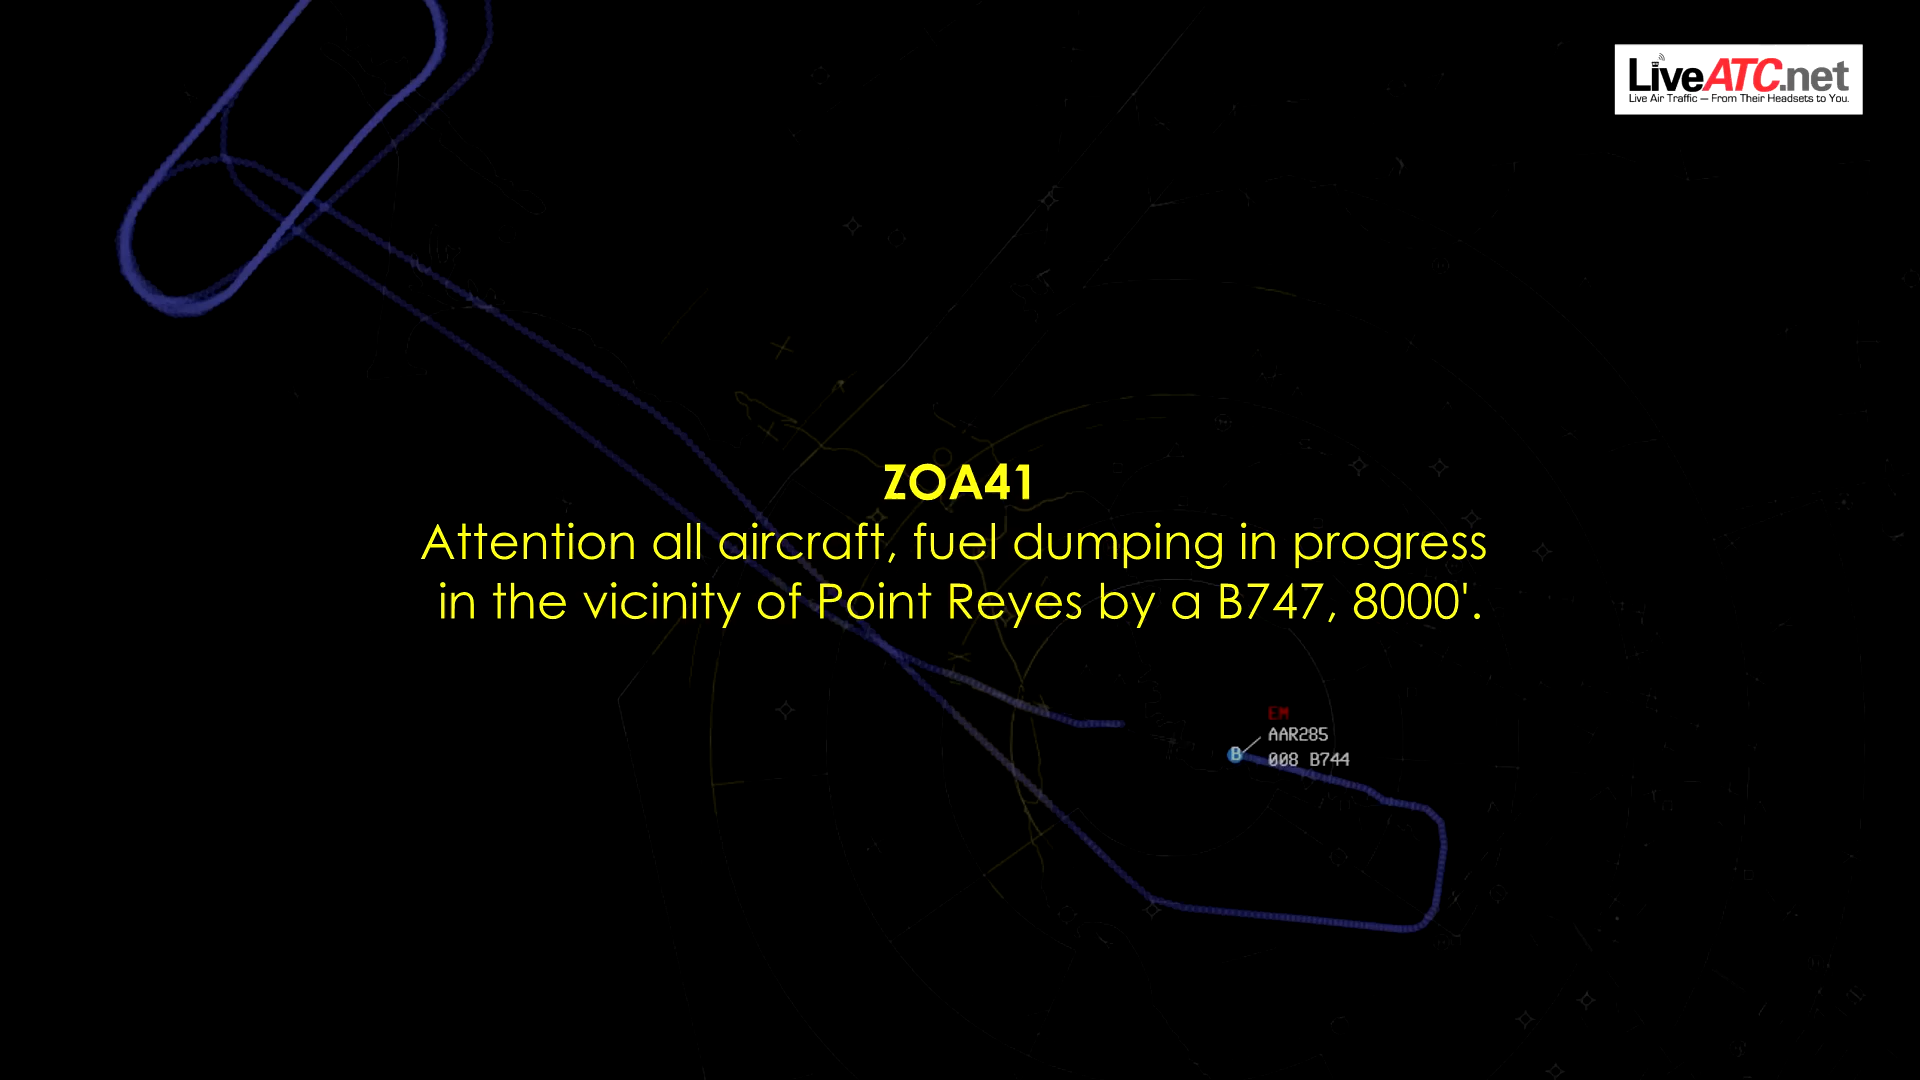 LiveATC.net
Live Air Traffic – From Their Headsets to You.
ZOA41
Attention all aircraft, fuel dumping in progress
in the vicinity of Point Reyes by a B747, 8000'.
EM
AAR285
B
008 B744